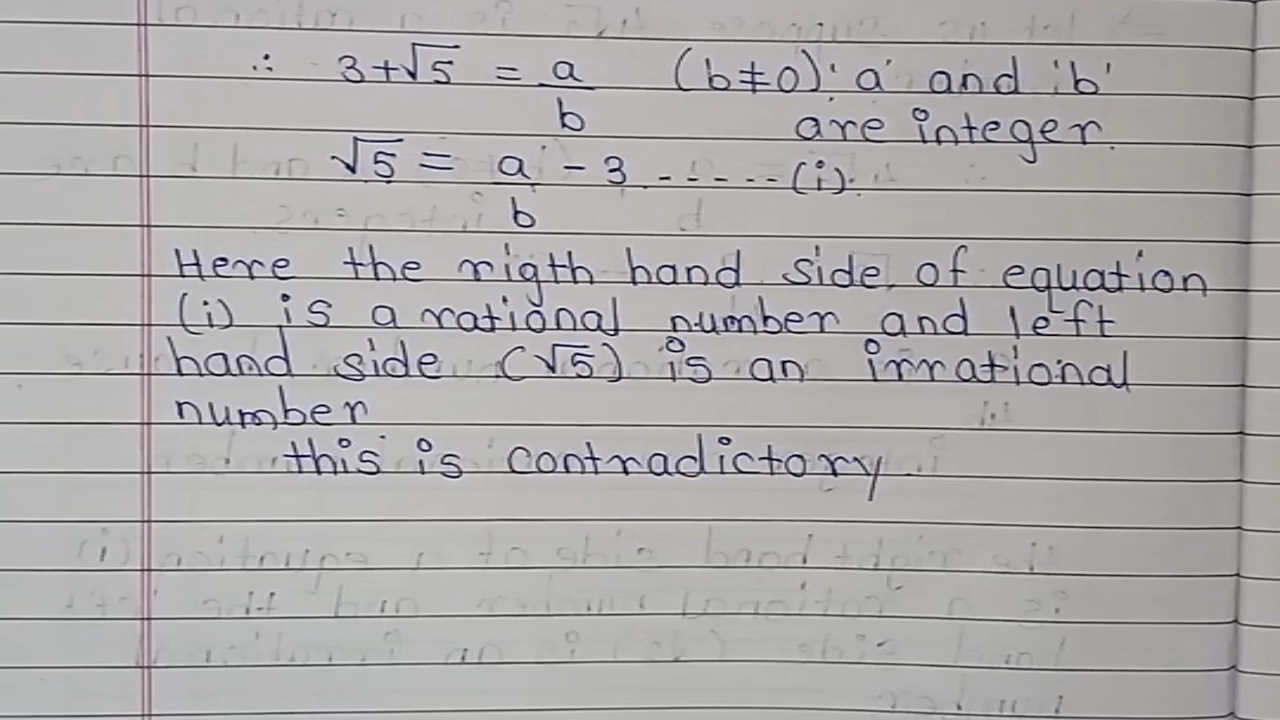 ∴ 3+√5 = a/b (b≠0) 'a' and 'b'
are integer.
√5 = a/b - 3 ------(i).
Here the rigth hand side of equation
(i) is a rational number and left
hand side (√5) is an irrational
number
this is contradictory.